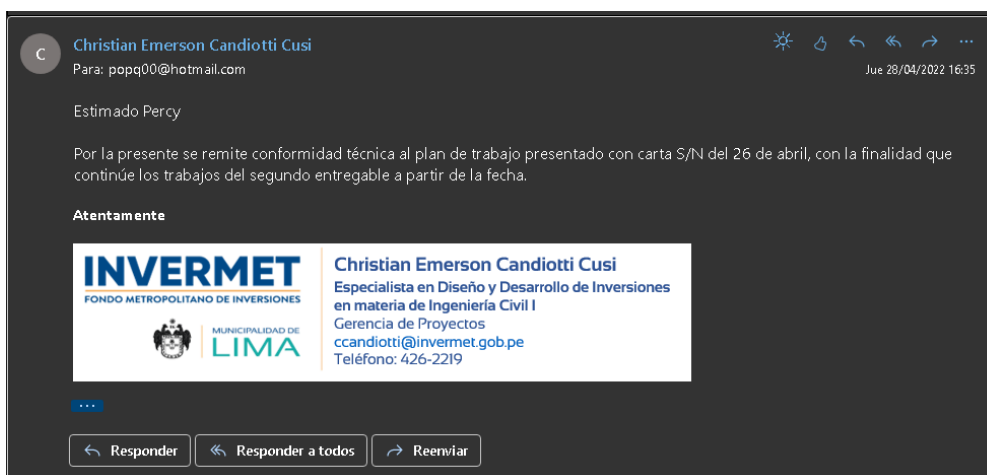 C
Christian Emerson Candiotti Cusi
Para: popq00@hotmail.com
Jue 28/04/2022 16:35
Estimado Percy
Por la presente se remite conformidad técnica al plan de trabajo presentado con carta S/N del 26 de abril, con la finalidad que
continúe los trabajos del segundo entregable a partir de la fecha.
Atentamente
INVERMET
FONDO METROPOLITANO DE INVERSIONES
MUNICIPALIDAD DE
LIMA
Christian Emerson Candiotti Cusi
Especialista en Diseño y Desarrollo de Inversiones
en materia de Ingeniería Civil I
Gerencia de Proyectos
ccandiotti@invermet.gob.pe
Teléfono: 426-2219
...
Responder
Responder a todos
Reenviar